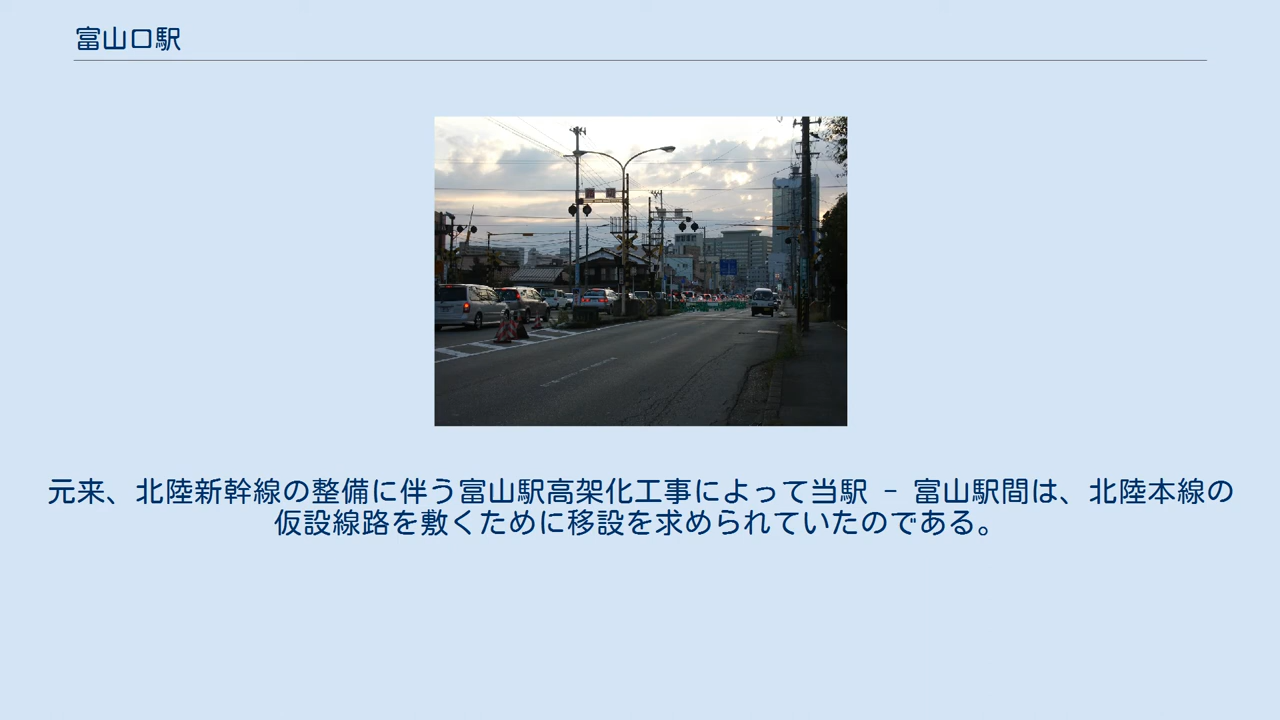 富山口駅
元来、北陸新幹線の整備に伴う富山駅高架化工事によって当駅 - 富山駅間は、北陸本線の
仮設線路を敷くために移設を求められていたのである。